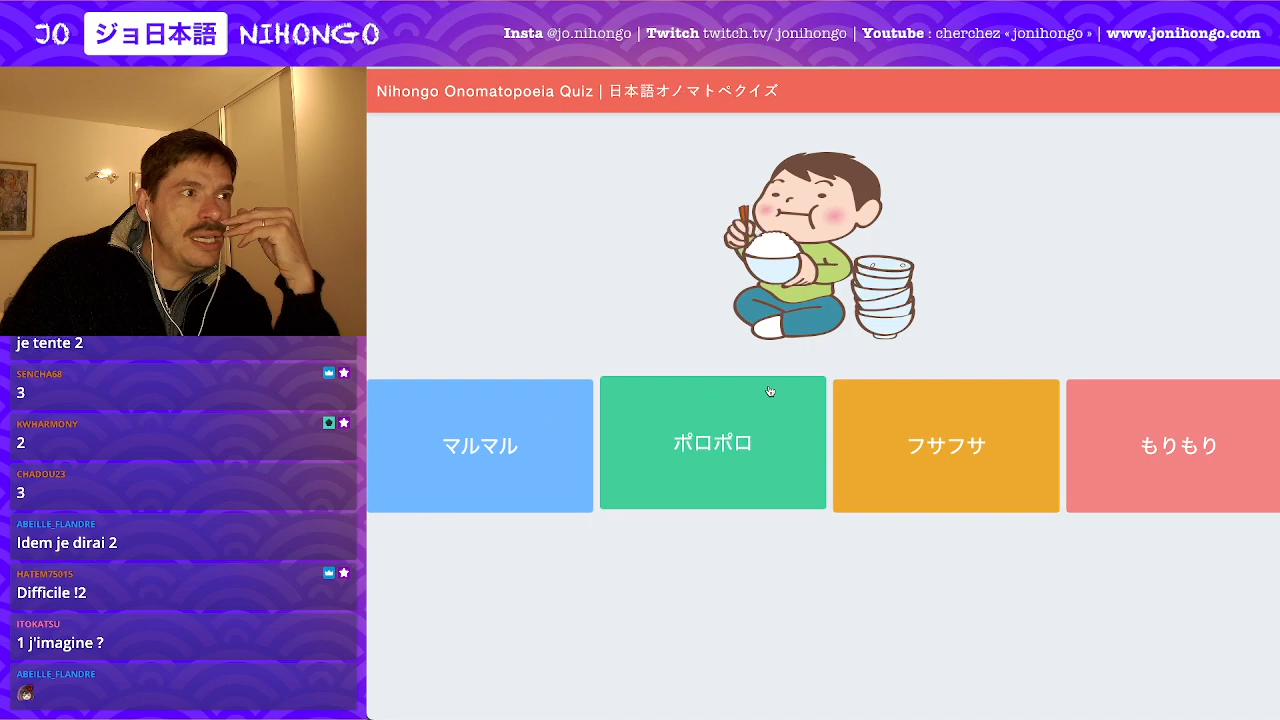 JO ジョ日本語 NIHONGO
Insta @jo.nihongo | Twitch twitch.tv/jonihongo | Youtube : cherchez « jonihongo » | www.jonihongo.com
Nihongo Onomatopoeia Quiz | 日本語オノマトペクイズ
マルマル
ポロポロ
フサフサ
もりもり
je tente 2
SENCHA68
3
KWHARMONY
2
CHADOU23
3
ABEILLE_FLANDRE
Idem je dirai 2
HATEM75015
Difficile !2
ITOKATSU
1 j'imagine ?
ABEILLE_FLANDRE